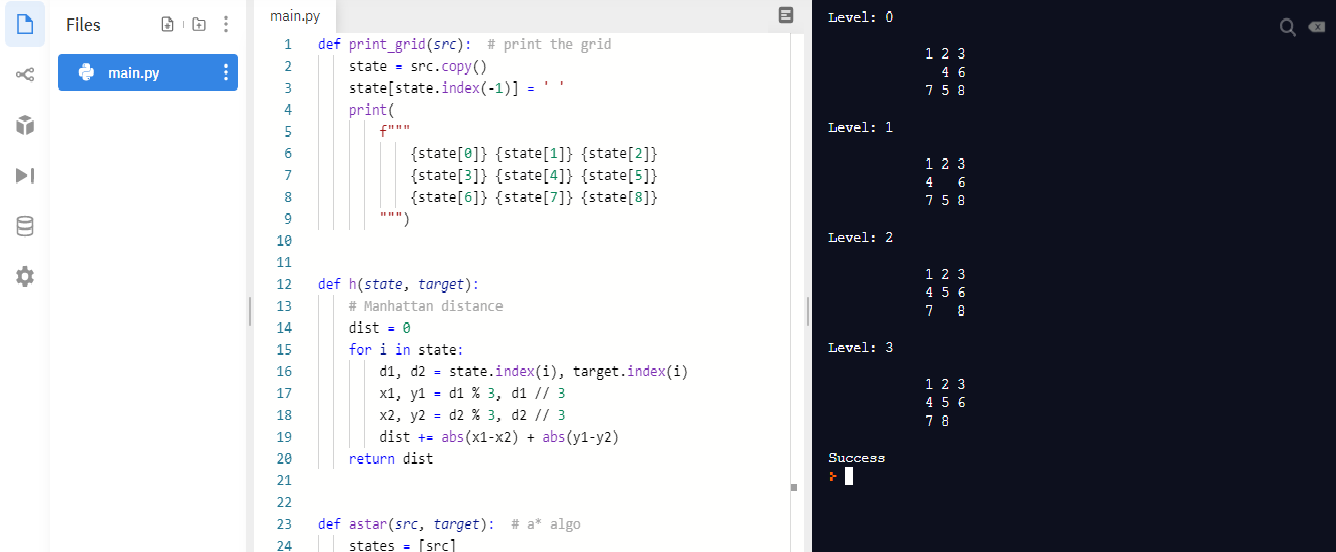 Files
main.py
main.py
1 def print_grid(src):  # print the grid
2     state = src.copy()
3     state[state.index(-1)] = ' '
4     print(
5         f"""
6             {state[0]} {state[1]} {state[2]}
7             {state[3]} {state[4]} {state[5]}
8             {state[6]} {state[7]} {state[8]}
9         """)
10
11
12 def h(state, target):
13     # Manhattan distance
14     dist = 0
15     for i in state:
16         d1, d2 = state.index(i), target.index(i)
17         x1, y1 = d1 % 3, d1 // 3
18         x2, y2 = d2 % 3, d2 // 3
19         dist += abs(x1-x2) + abs(y1-y2)
20     return dist
21
22
23 def astar(src, target):  # a* algo
24     states = [src]
Level: 0
1 2 3
  4 6
7 5 8
Level: 1
1 2 3
4   6
7 5 8
Level: 2
1 2 3
4 5 6
7   8
Level: 3
1 2 3
4 5 6
7 8
Success